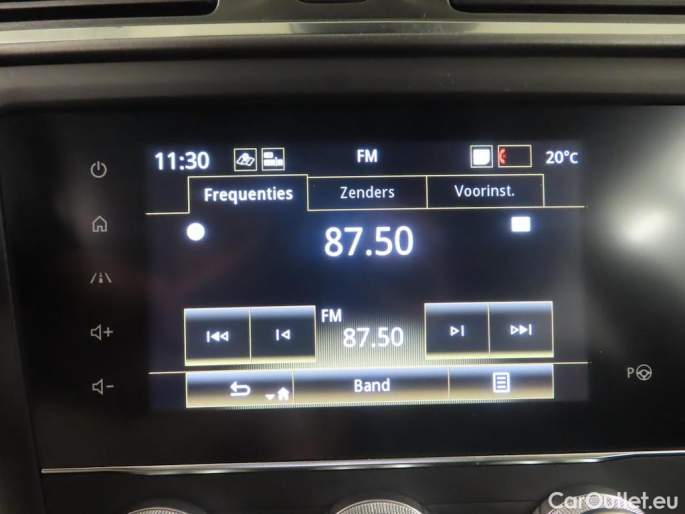 11:30 FM 20°C
Frequenties Zenders Voorinst.
87.50
FM
87.50
Band
P
CarOutlet.eu